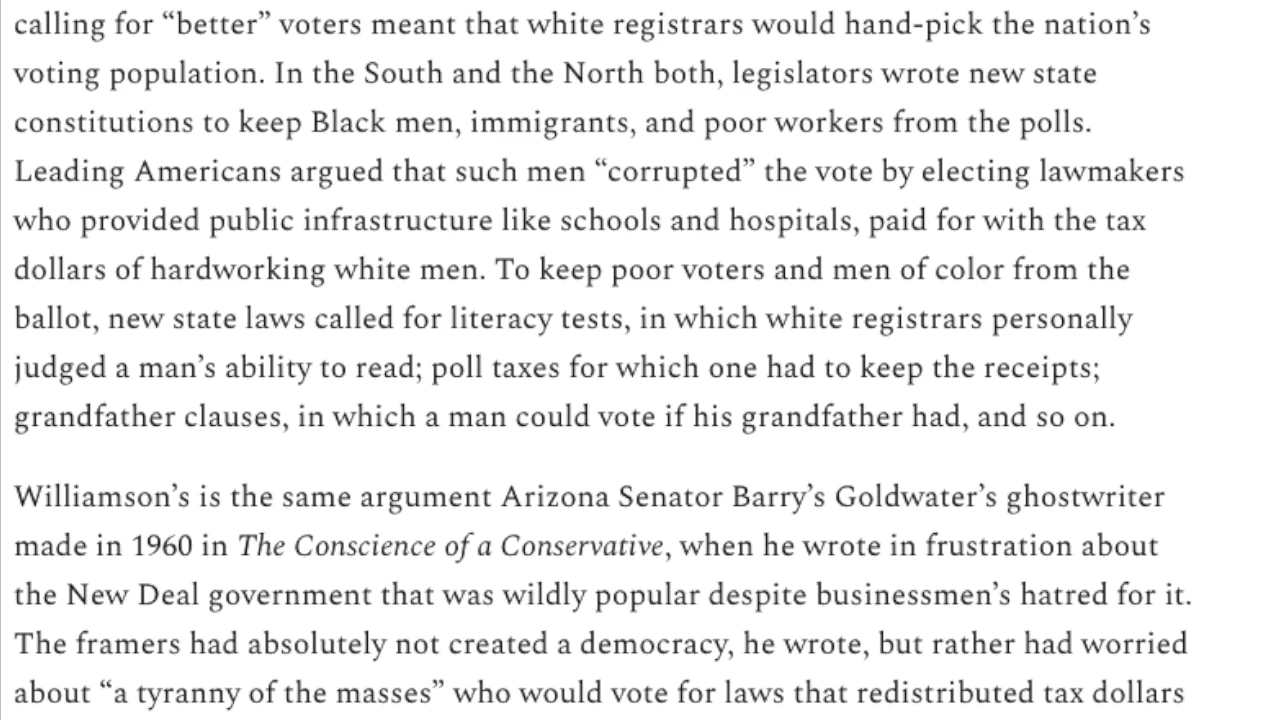 calling for “better” voters meant that white registrars would hand-pick the nation’s
voting population. In the South and the North both, legislators wrote new state
constitutions to keep Black men, immigrants, and poor workers from the polls.
Leading Americans argued that such men “corrupted” the vote by electing lawmakers
who provided public infrastructure like schools and hospitals, paid for with the tax
dollars of hardworking white men. To keep poor voters and men of color from the
ballot, new state laws called for literacy tests, in which white registrars personally
judged a man’s ability to read; poll taxes for which one had to keep the receipts;
grandfather clauses, in which a man could vote if his grandfather had, and so on.
Williamson’s is the same argument Arizona Senator Barry’s Goldwater’s ghostwriter
made in 1960 in The Conscience of a Conservative, when he wrote in frustration about
the New Deal government that was wildly popular despite businessmen’s hatred for it.
The framers had absolutely not created a democracy, he wrote, but rather had worried
about “a tyranny of the masses” who would vote for laws that redistributed tax dollars